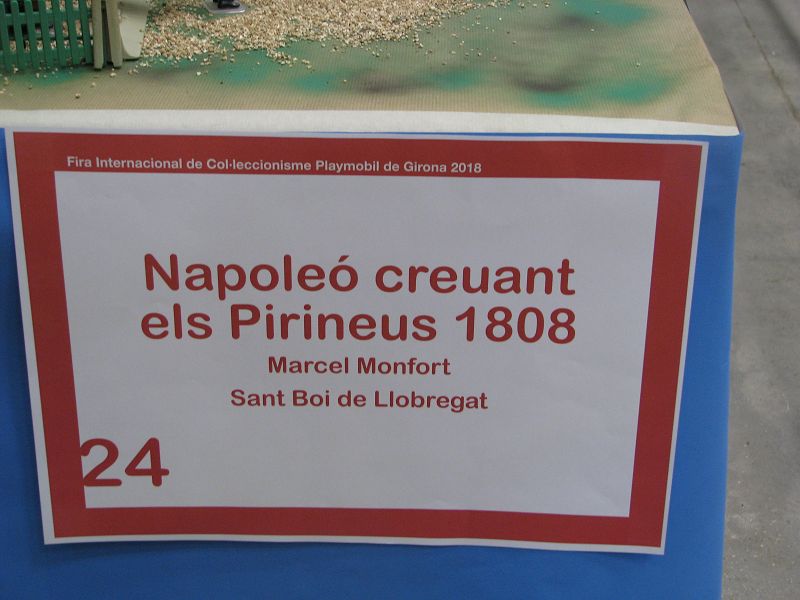 Fira Internacional de Col·leccionisme Playmobil de Girona 2018
Napoleó creuant
els Pirineus 1808
Marcel Monfort
Sant Boi de Llobregat
24